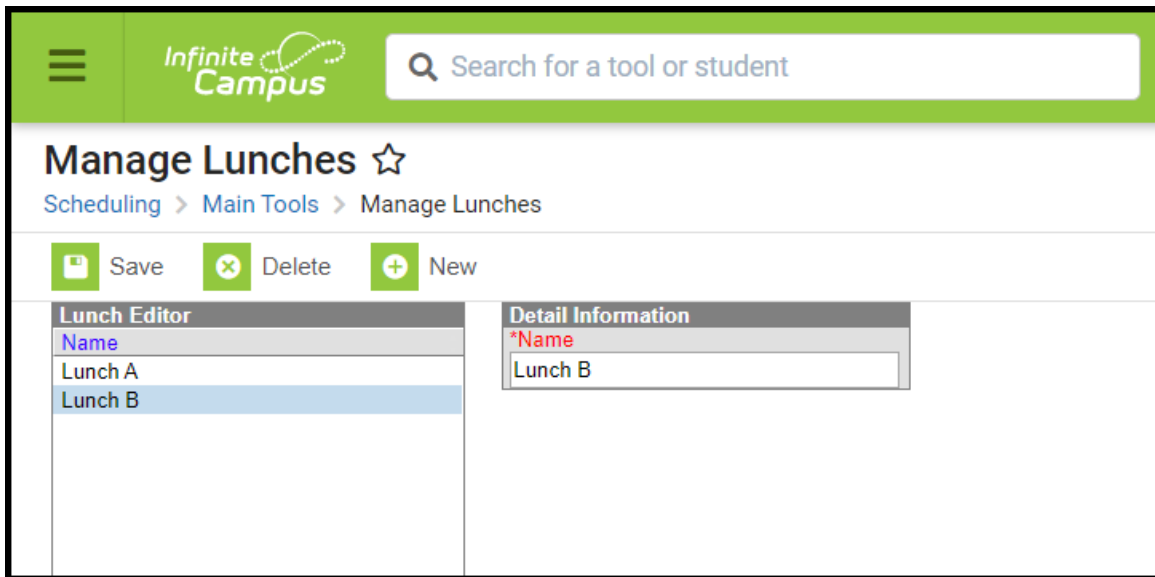 Infinite
Campus
Search for a tool or student
Manage Lunches
Scheduling > Main Tools > Manage Lunches
Save Delete New
Lunch Editor
Name
Lunch A
Lunch B
Detail Information
*Name
Lunch B